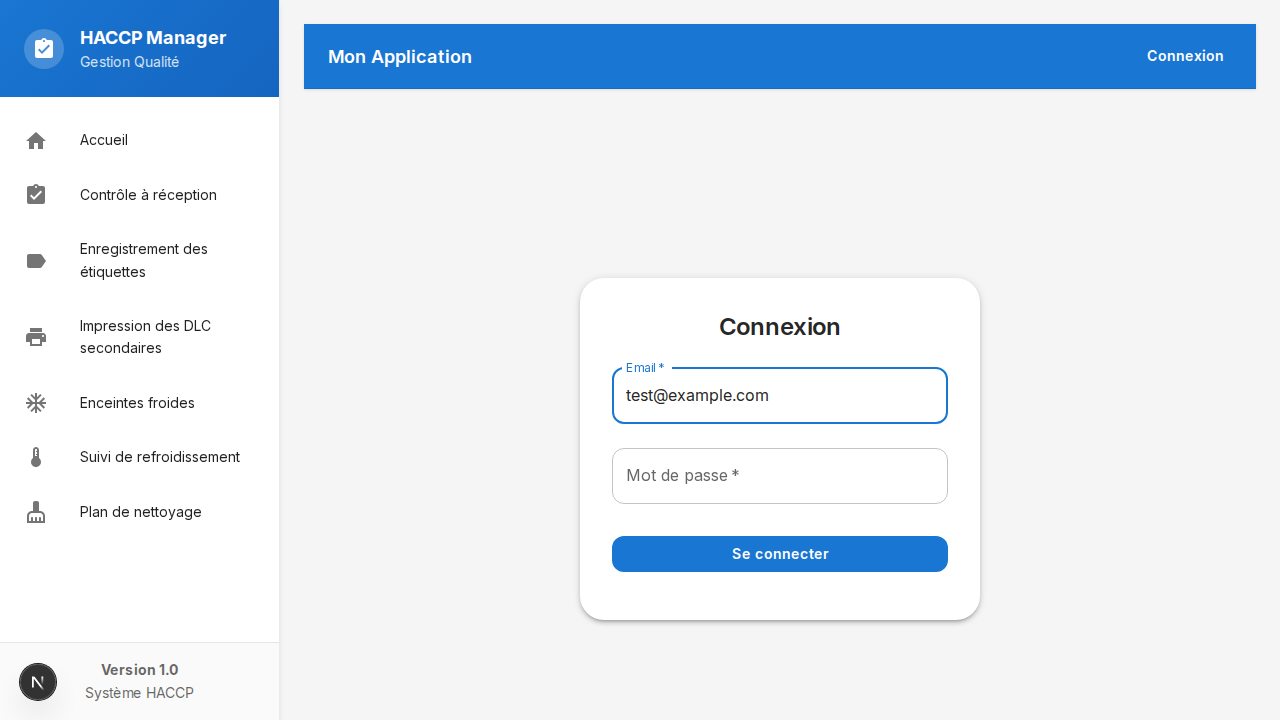 HACCP Manager
Gestion Qualité
Accueil
Contrôle à réception
Enregistrement des
étiquettes
Impression des DLC
secondaires
Enceintes froides
Suivi de refroidissement
Plan de nettoyage
N
Version 1.0
Système HACCP
Mon Application
Connexion
Connexion
Email *
test@example.com
Mot de passe *
Se connecter